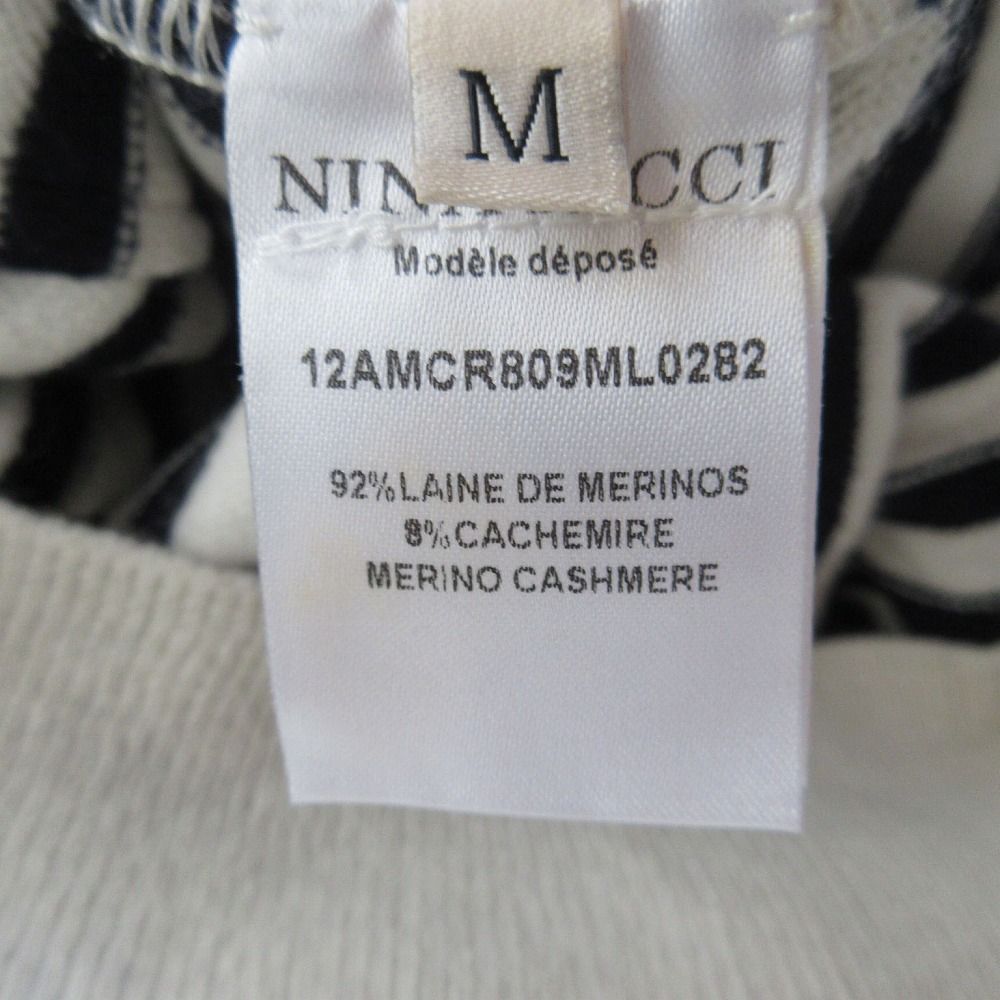 M
Modèle déposé
12AMCR809ML0282
92%LAINE DE MERINOS
8%CACHEMIRE
MERINO CASHMERE